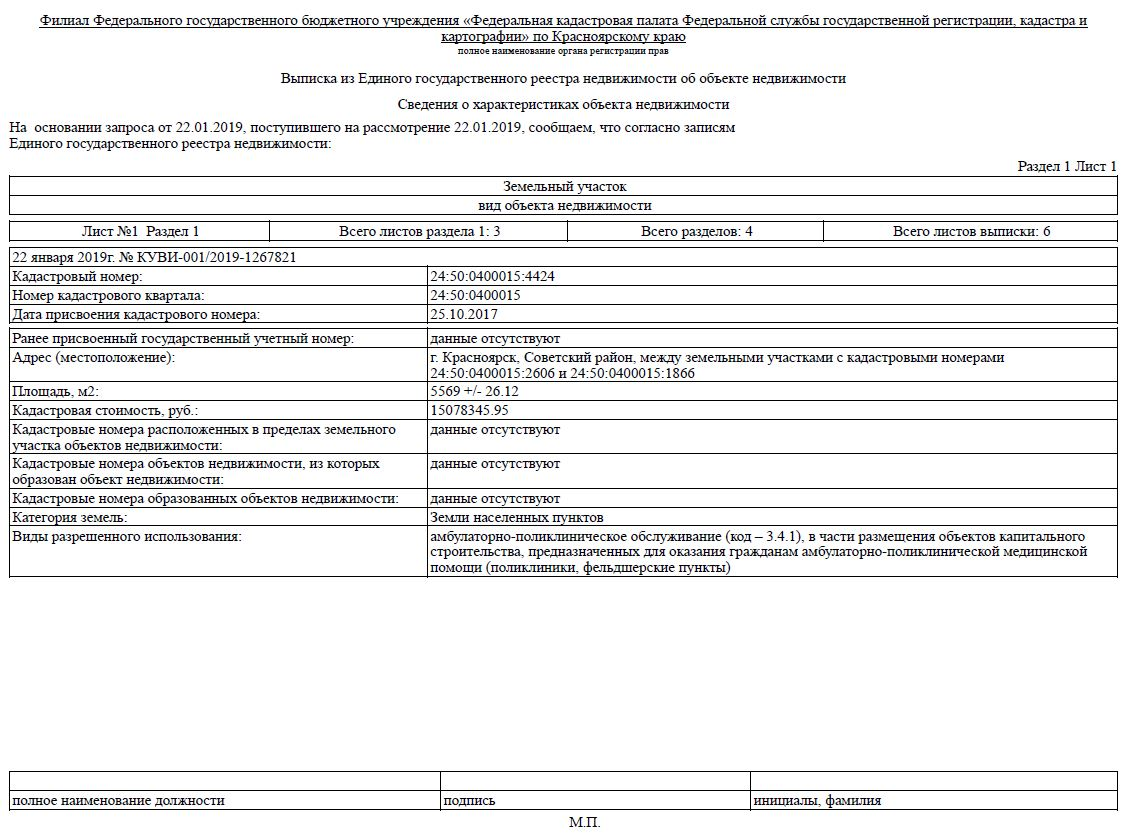 Филиал Федерального государственного бюджетного учреждения «Федеральная кадастровая палата Федеральной службы государственной регистрации, кадастра и
картографии» по Красноярскому краю
полное наименование органа регистрации прав
Выписка из Единого государственного реестра недвижимости об объекте недвижимости
Сведения о характеристиках объекта недвижимости
На основании запроса от 22.01.2019, поступившего на рассмотрение 22.01.2019, сообщаем, что согласно записям
Единого государственного реестра недвижимости:
Раздел 1 Лист 1
Земельный участок
вид объекта недвижимости
Лист №1 Раздел 1 Всего листов раздела 1: 3 Всего разделов: 4 Всего листов выписки: 6
22 января 2019г. № КУВИ-001/2019-1267821
Кадастровый номер: 24:50:0400015:4424
Номер кадастрового квартала: 24:50:0400015
Дата присвоения кадастрового номера: 25.10.2017
Ранее присвоенный государственный учетный номер: данные отсутствуют
Адрес (местоположение): г. Красноярск, Советский район, между земельными участками с кадастровыми номерами
24:50:0400015:2606 и 24:50:0400015:1866
Площадь, м2: 5569 +/- 26.12
Кадастровая стоимость, руб.: 15078345.95
Кадастровые номера расположенных в пределах земельного данные отсутствуют
участка объектов недвижимости:
Кадастровые номера объектов недвижимости, из которых данные отсутствуют
образован объект недвижимости:
Кадастровые номера образованных объектов недвижимости: данные отсутствуют
Категория земель: Земли населенных пунктов
Виды разрешенного использования: амбулаторно-поликлиническое обслуживание (код – 3.4.1), в части размещения объектов капитального
строительства, предназначенных для оказания гражданам амбулаторно-поликлинической медицинской
помощи (поликлиники, фельдшерские пункты)
полное наименование должности подпись инициалы, фамилия
М.П.